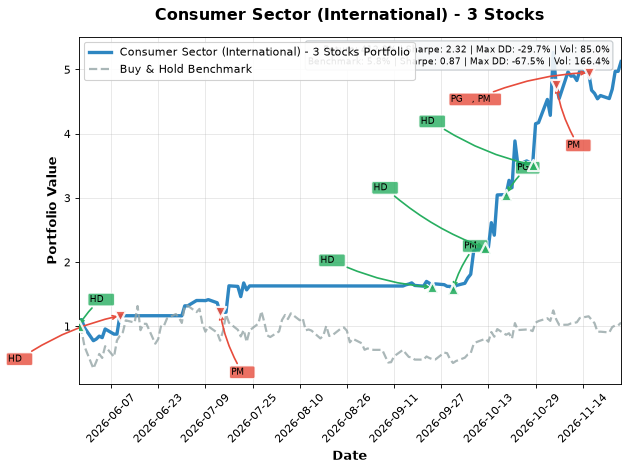 Consumer Sector (International) - 3 Stocks
Consumer Sector (International) - 3 Stocks Portfolio
Buy & Hold Benchmark
Sharpe: 2.32 | Max DD: -29.7% | Vol: 85.0%
Benchmark: 5.8% | Sharpe: 0.87 | Max DD: -67.5% | Vol: 166.4%
Portfolio Value
5
4
3
2
1
PG , PM
HD
PM
PG
HD
PM
HD
HD
HD
PM
2026-06-07
2026-06-23
2026-07-09
2026-07-25
2026-08-10
2026-08-26
2026-09-11
2026-09-27
2026-10-13
2026-10-29
2026-11-14
Date